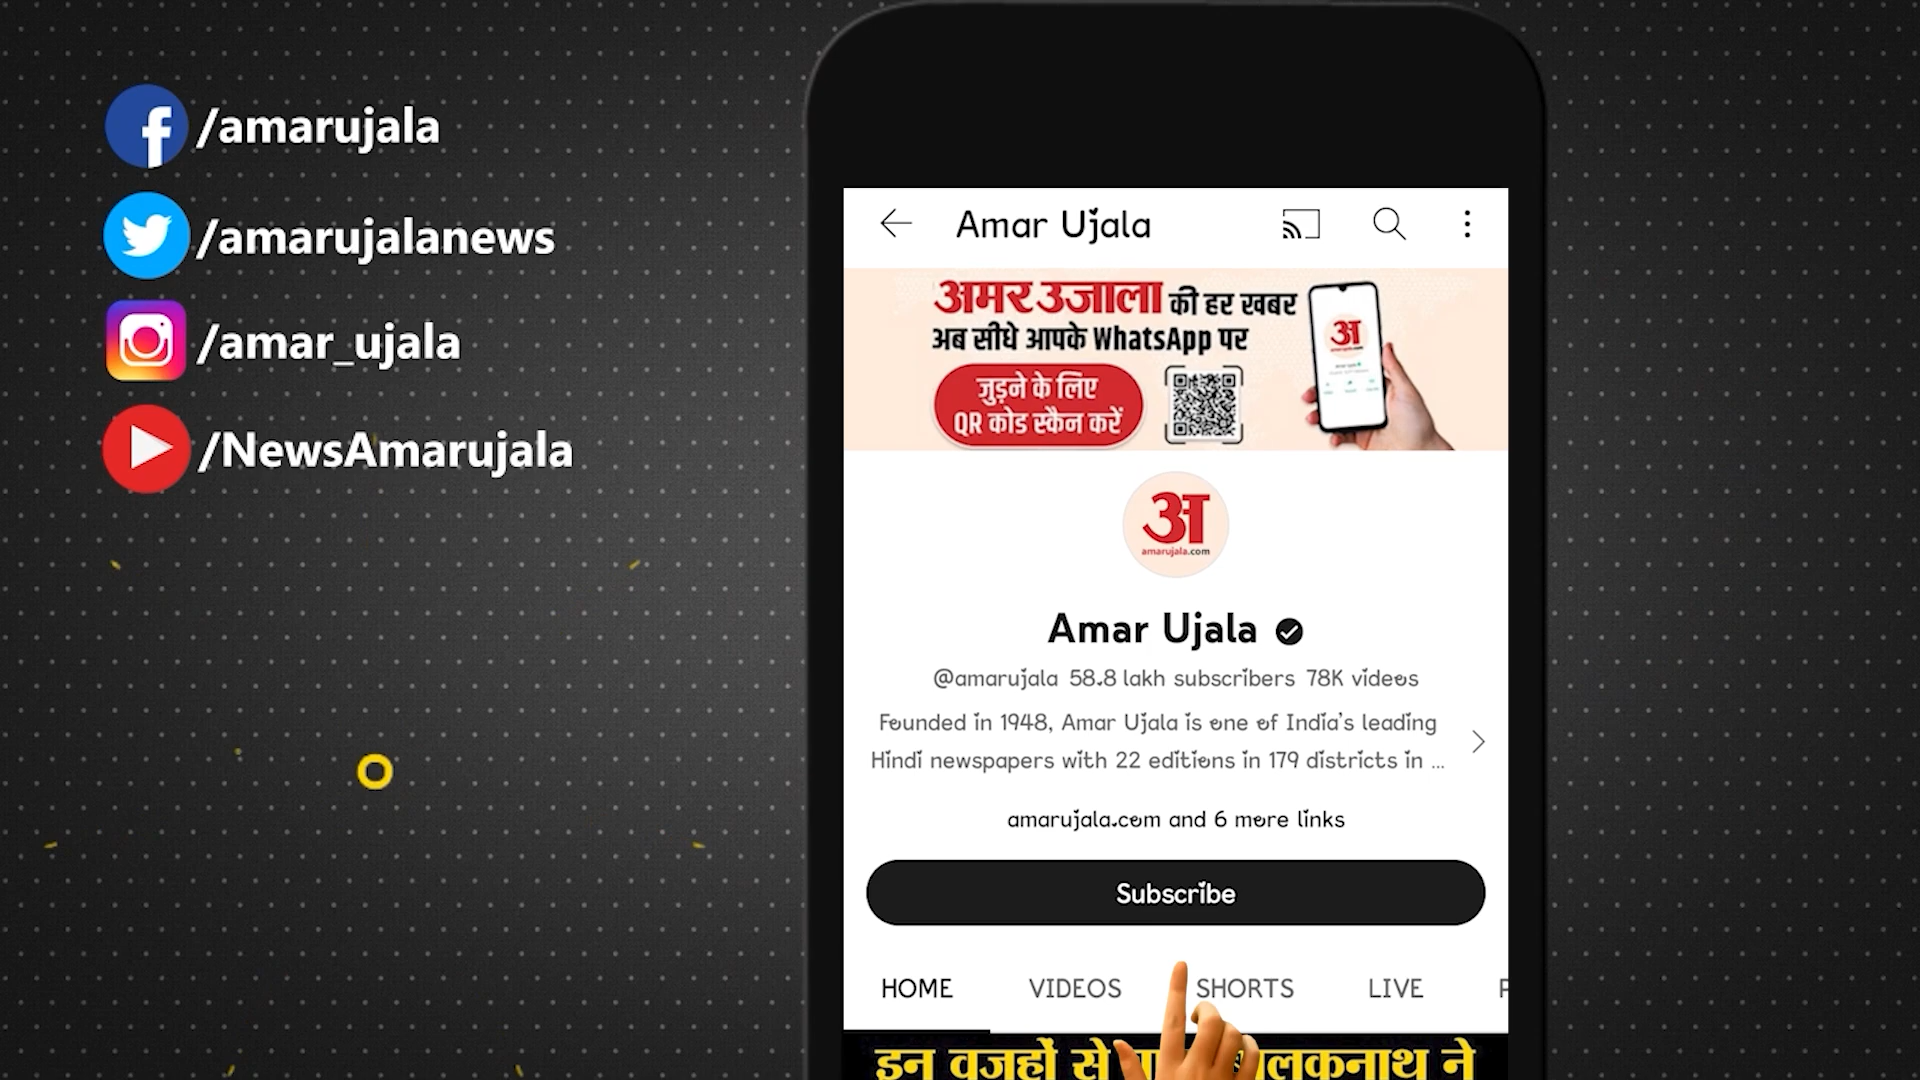 /amarujala
/amarujalanews
/amar_ujala
/NewsAmarujala
Amar Ujala
अमर उजाला की हर खबर
अब सीधे आपके WhatsApp पर
जुड़ने के लिए
QR कोड स्कैन करें
अ
अ
amarujala.com
Amar Ujala
@amarujala 58.8 lakh subscribers 78K videos
Founded in 1948, Amar Ujala is one of India's leading
Hindi newspapers with 22 editions in 179 districts in ...
amarujala.com and 6 more links
Subscribe
HOME VIDEOS SHORTS LIVE
इन वजहों से ने